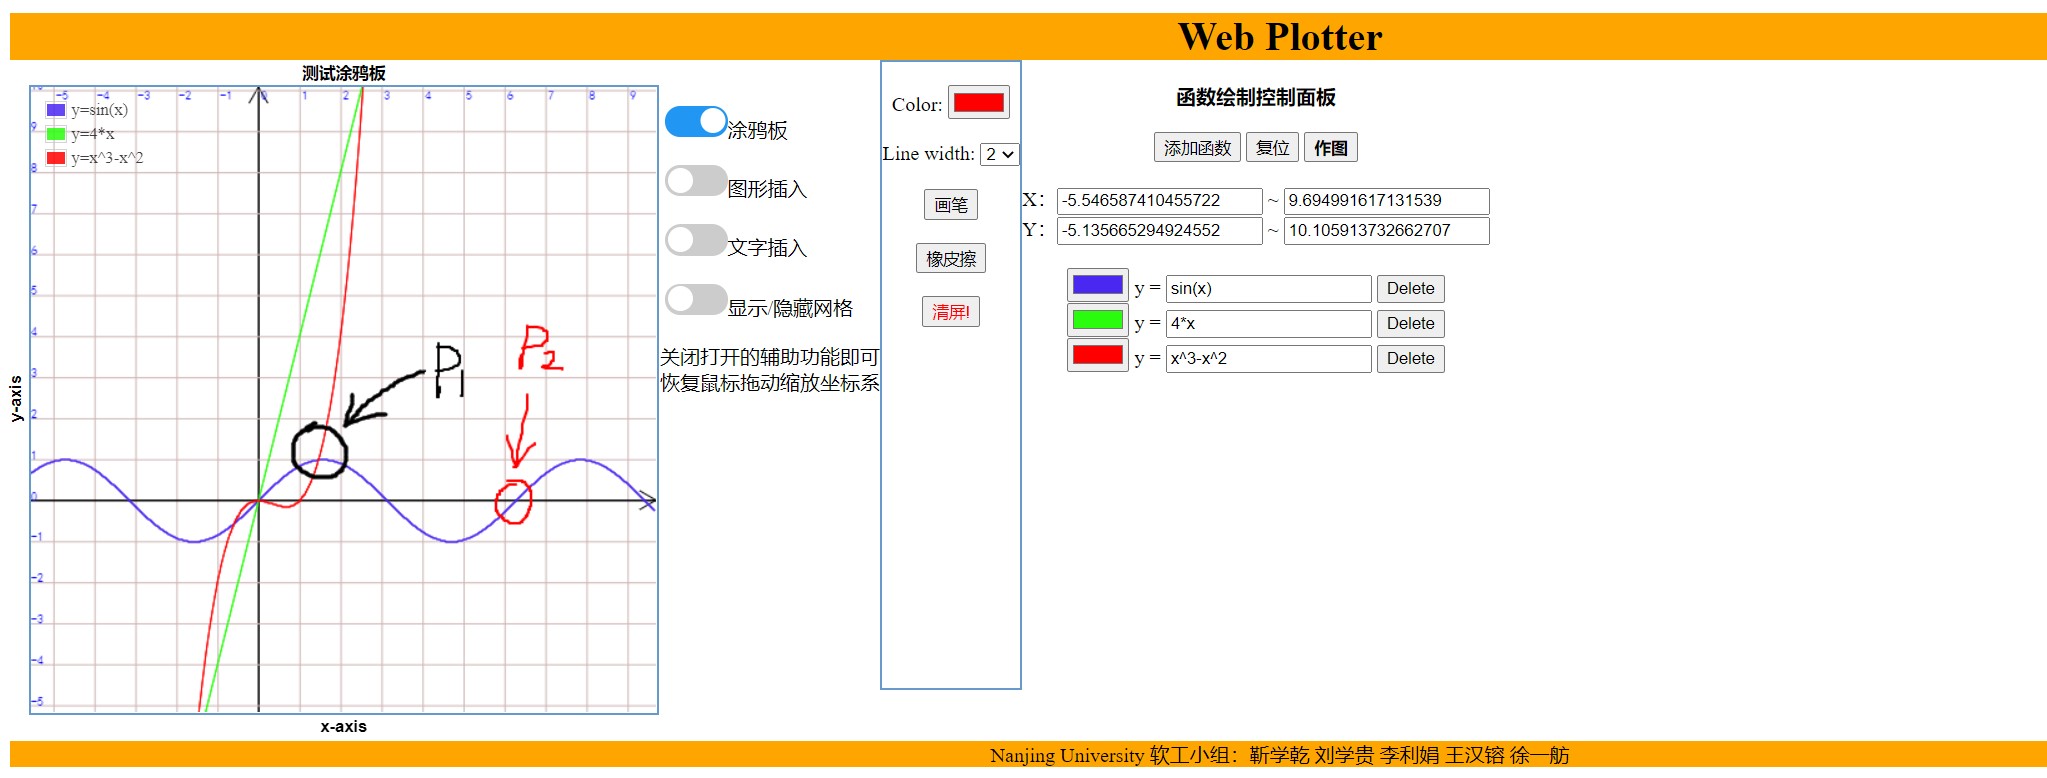 Web Plotter
测试涂鸦板
-5 -4 -3 -2 -1 0 1 2 3 4 5 6 7 8 9
y=sin(x)
y=4*x
y=x^3-x^2
10
9
8
7
6
5
4
3
2
1
0
-1
-2
-3
-4
-5
P1
P2
y-axis
x-axis
涂鸦板
图形插入
文字插入
显示/隐藏网格
关闭打开的辅助功能即可
恢复鼠标拖动缩放坐标系
Color:
Line width: 2
画笔
橡皮擦
清屏!
函数绘制控制面板
添加函数 复位 作图
X: -5.546587410455722 ~ 9.694991617131539
Y: -5.135665294924552 ~ 10.105913732662707
y = sin(x) Delete
y = 4*x Delete
y = x^3-x^2 Delete
Nanjing University 软工小组：靳学乾 刘学贵 李利娟 王汉镕 徐一舫